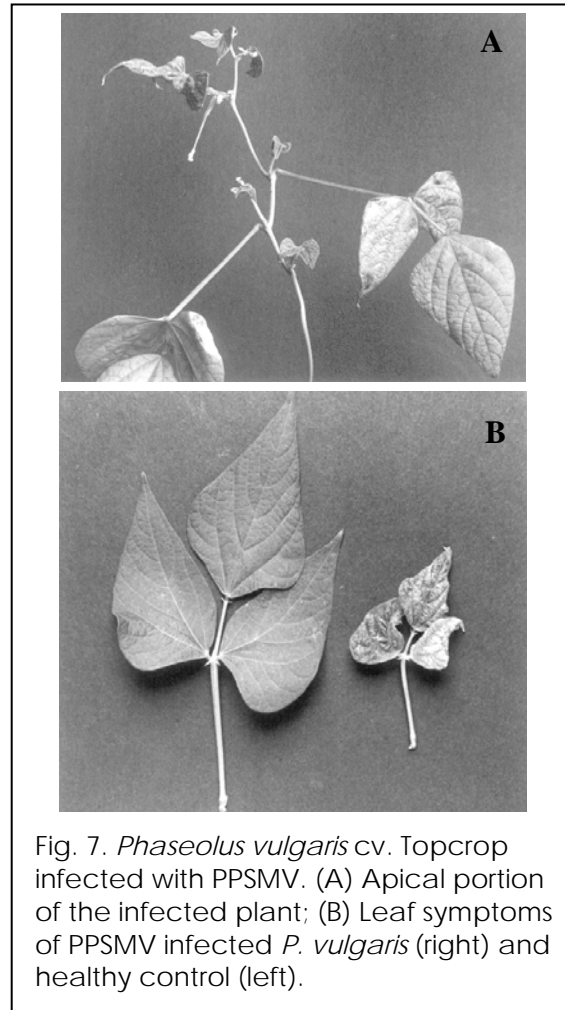 A
B
Fig. 7. Phaseolus vulgaris cv. Topcrop
infected with PPSMV. (A) Apical portion
of the infected plant; (B) Leaf symptoms
of PPSMV infected P. vulgaris (right) and
healthy control (left).